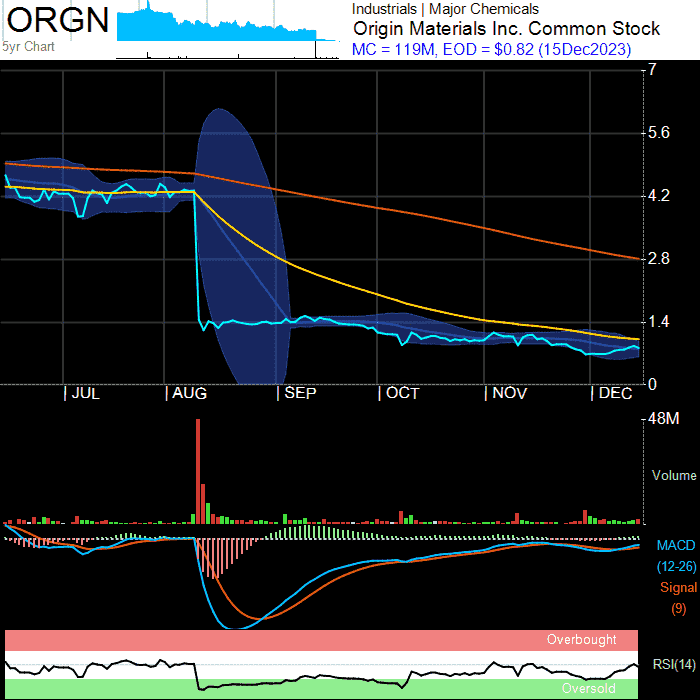 ORGN
5yr Chart
Industrials | Major Chemicals
Origin Materials Inc. Common Stock
MC = 119M, EOD = $0.82 (15Dec2023)
7
5.6
4.2
2.8
1.4
0
| JUL | AUG | SEP | OCT | NOV | DEC
48M
Volume
MACD
(12-26)
Signal
(9)
Overbought
RSI(14)
Oversold